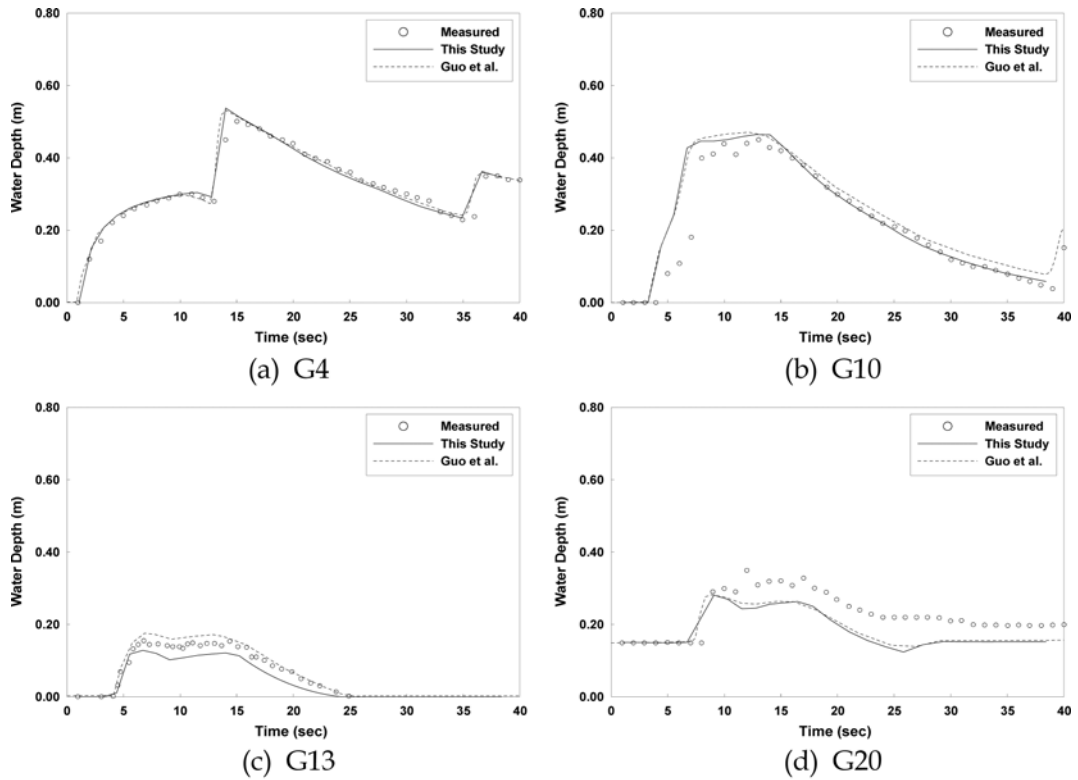 0.80
0.60
0.40
0.20
0.00
Water Depth (m)
Measured
This Study
Guo et al.
0 5 10 15 20 25 30 35 40
Time (sec)
(a) G4
0.80
0.60
0.40
0.20
0.00
Water Depth (m)
Measured
This Study
Guo et al.
0 5 10 15 20 25 30 35 40
Time (sec)
(b) G10
0.80
0.60
0.40
0.20
0.00
Water Depth (m)
Measured
This Study
Guo et al.
0 5 10 15 20 25 30 35 40
Time (sec)
(c) G13
0.80
0.60
0.40
0.20
0.00
Water Depth (m)
Measured
This Study
Guo et al.
0 5 10 15 20 25 30 35 40
Time (sec)
(d) G20